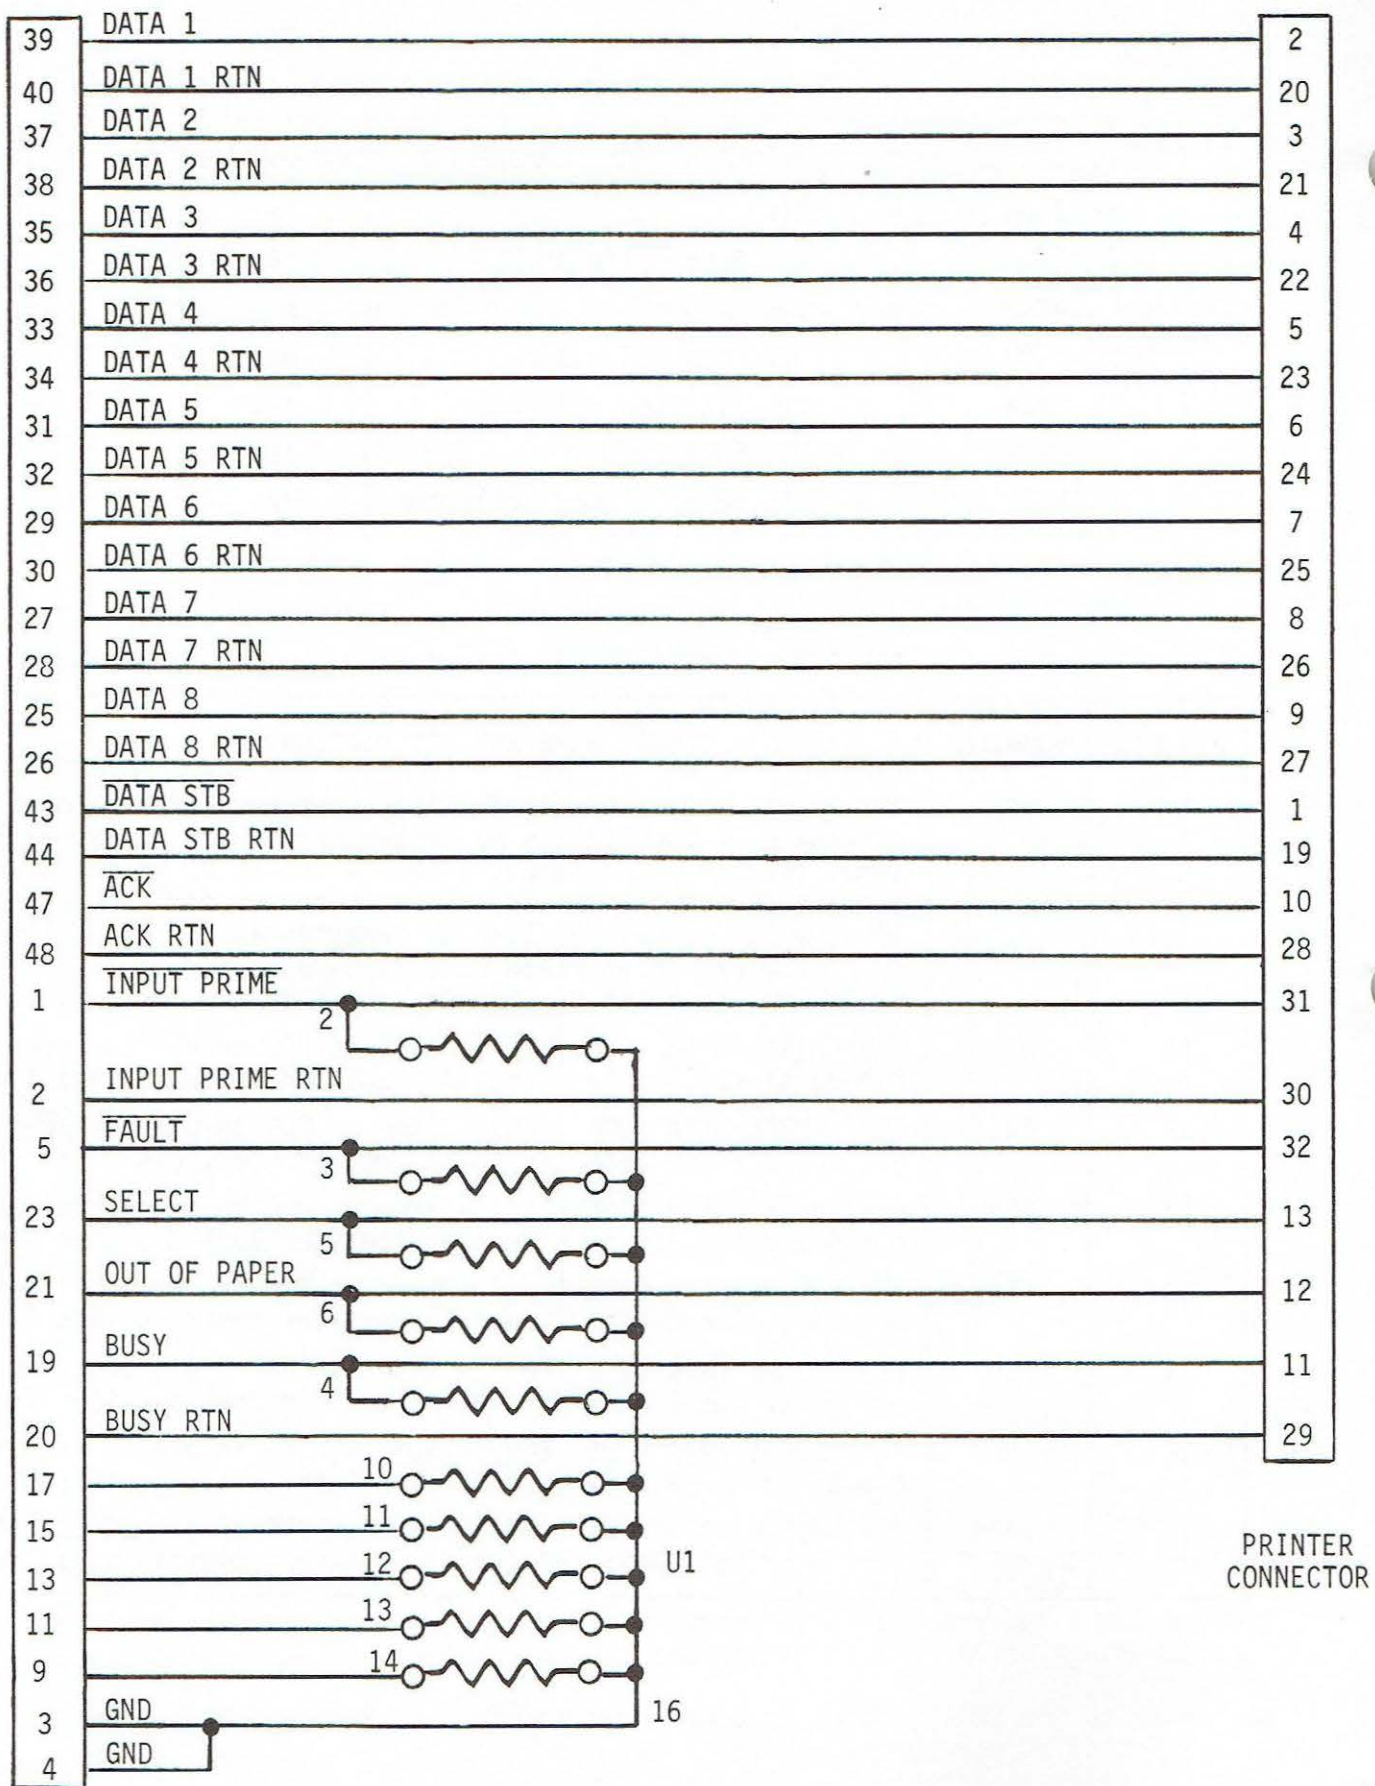 39 DATA 1 2
40 DATA 1 RTN 20
37 DATA 2 3
38 DATA 2 RTN 21
35 DATA 3 4
36 DATA 3 RTN 22
33 DATA 4 5
34 DATA 4 RTN 23
31 DATA 5 6
32 DATA 5 RTN 24
29 DATA 6 7
30 DATA 6 RTN 25
27 DATA 7 8
28 DATA 7 RTN 26
25 DATA 8 9
26 DATA 8 RTN 27
43 DATA STB 1
44 DATA STB RTN 19
47 ACK 10
48 ACK RTN 28
1 INPUT PRIME 31
2
2 INPUT PRIME RTN 30
5 FAULT 32
3
23 SELECT 13
5
21 OUT OF PAPER 12
6
19 BUSY 11
4
20 BUSY RTN 29
17 10
15 11
13 12 U1
11 13
9 14
3 GND 16
4 GND
PRINTER
CONNECTOR